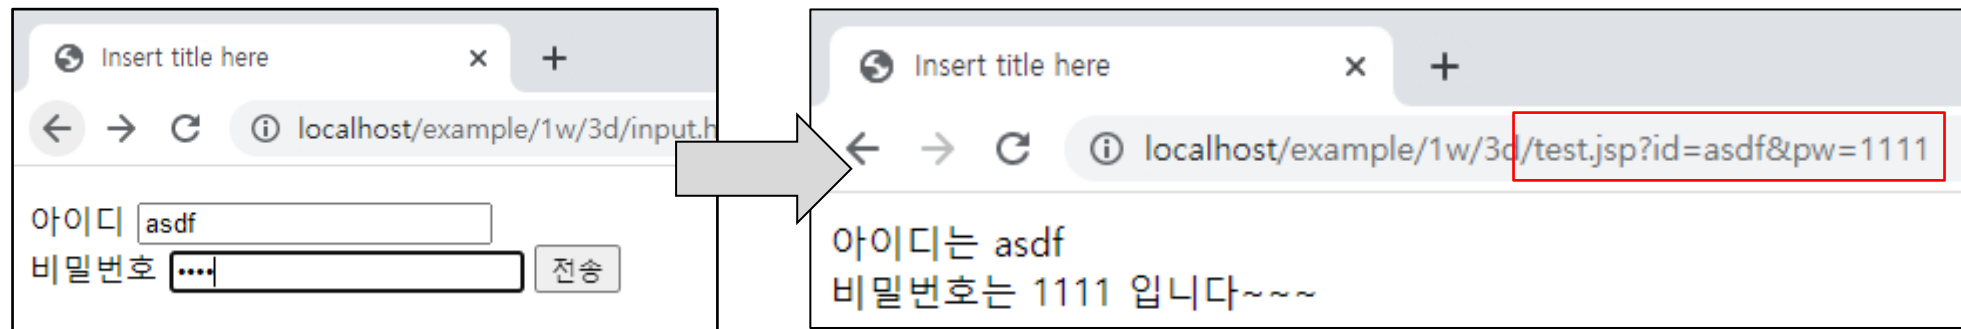 Insert title here
localhost/example/1w/3d/input.h
아이디 asdf
비밀번호 ••••
전송
Insert title here
localhost/example/1w/3d/test.jsp?id=asdf&pw=1111
아이디는 asdf
비밀번호는 1111 입니다~~~